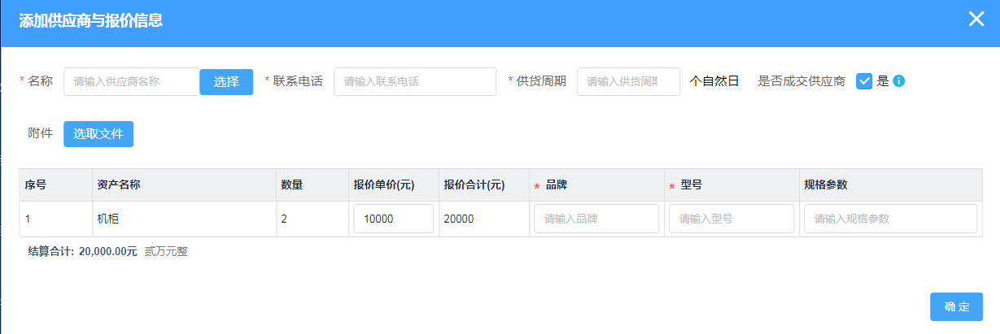 添加供应商与报价信息
* 名称 请输入供应商名称 选择 * 联系电话 请输入联系电话 * 供货周期 请输入供货周期 个自然日 是否成交供应商 是
附件 选取文件
序号 资产名称 数量 报价单价(元) 报价合计(元) * 品牌 * 型号 规格参数
1 机柜 2 10000 20000 请输入品牌 请输入型号 请输入规格参数
结算合计: 20,000.00元 贰万元整
确 定